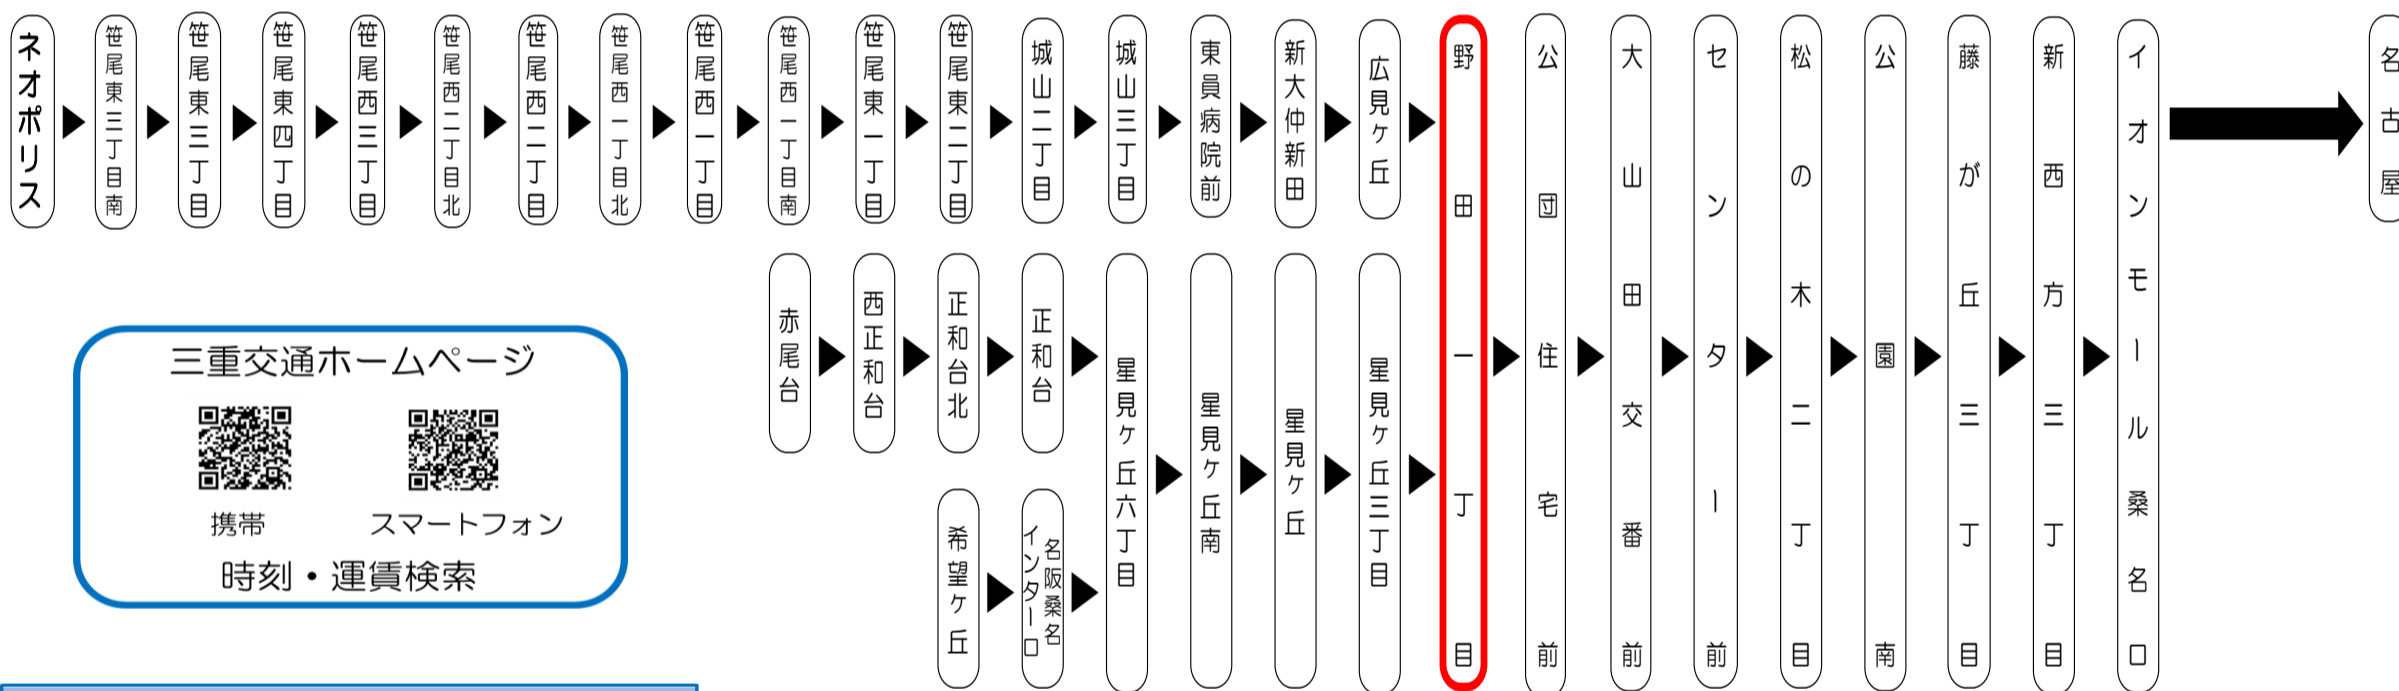 ネオポリス
笹尾東三丁目南
笹尾東三丁目
笹尾東四丁目
笹尾西三丁目
笹尾西二丁目北
笹尾西二丁目
笹尾西一丁目北
笹尾西一丁目
笹尾西一丁目南
笹尾東一丁目
笹尾東二丁目
城山二丁目
城山三丁目
東員病院前
新大仲新田
広見ヶ丘
野田一丁目
公団住宅前
大山田交番前
センター前
松の木二丁目
公園南
藤が丘三丁目
新西方三丁目
イオンモール桑名口
名古屋
赤尾台
西正和台
正和台北
正和台
星見ヶ丘六丁目
星見ヶ丘南
星見ヶ丘
星見ヶ丘三丁目
希望ヶ丘
名阪桑名
インター口
三重交通ホームページ
携帯
スマートフォン
時刻・運賃検索